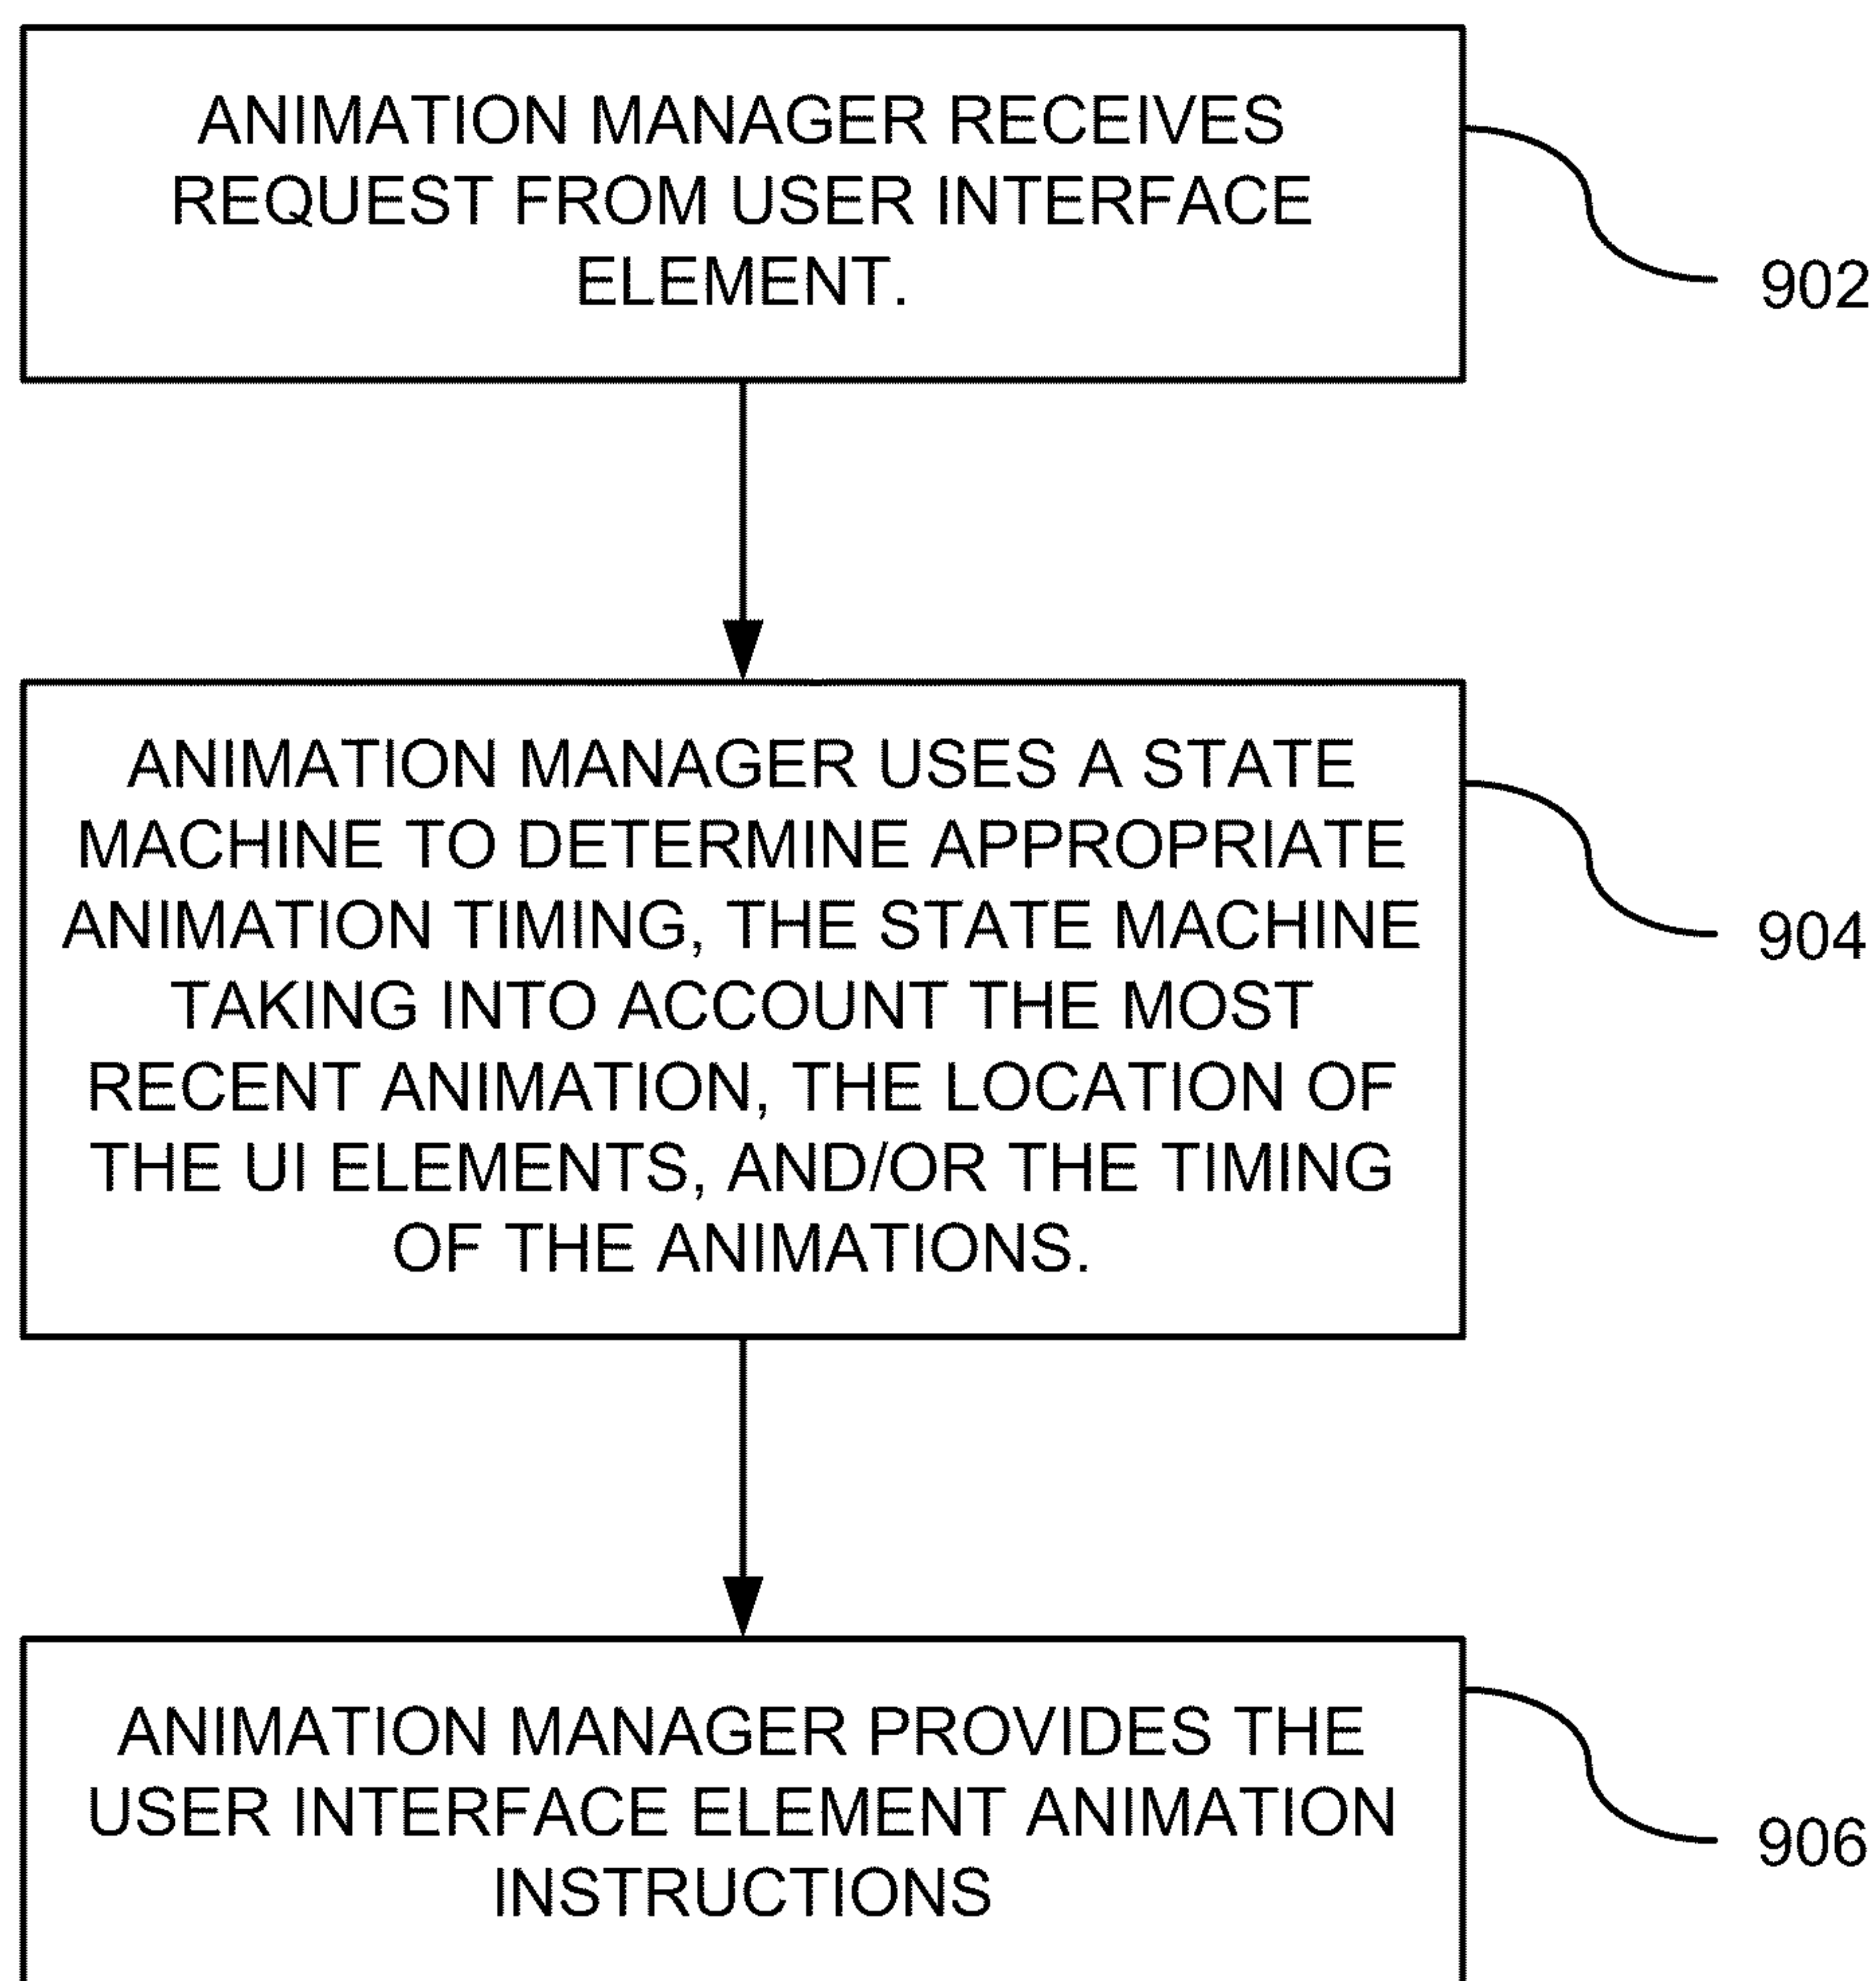 ANIMATION MANAGER RECEIVES
REQUEST FROM USER INTERFACE
ELEMENT.
902
ANIMATION MANAGER USES A STATE
MACHINE TO DETERMINE APPROPRIATE
ANIMATION TIMING, THE STATE MACHINE
TAKING INTO ACCOUNT THE MOST
RECENT ANIMATION, THE LOCATION OF
THE UI ELEMENTS, AND/OR THE TIMING
OF THE ANIMATIONS.
904
ANIMATION MANAGER PROVIDES THE
USER INTERFACE ELEMENT ANIMATION
INSTRUCTIONS
906